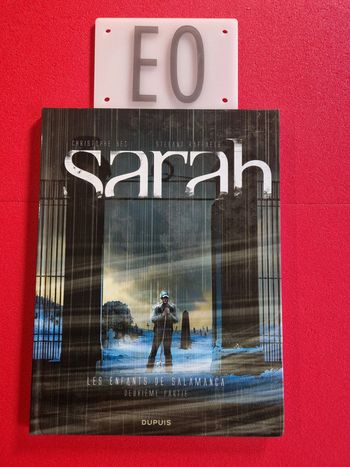 EO
CHRISTOPHE BEC
STEFANO RAFFAELE
sarah
LES ENFANTS DE SALAMANCA
DEUXIÈME PARTIE
DUPUIS